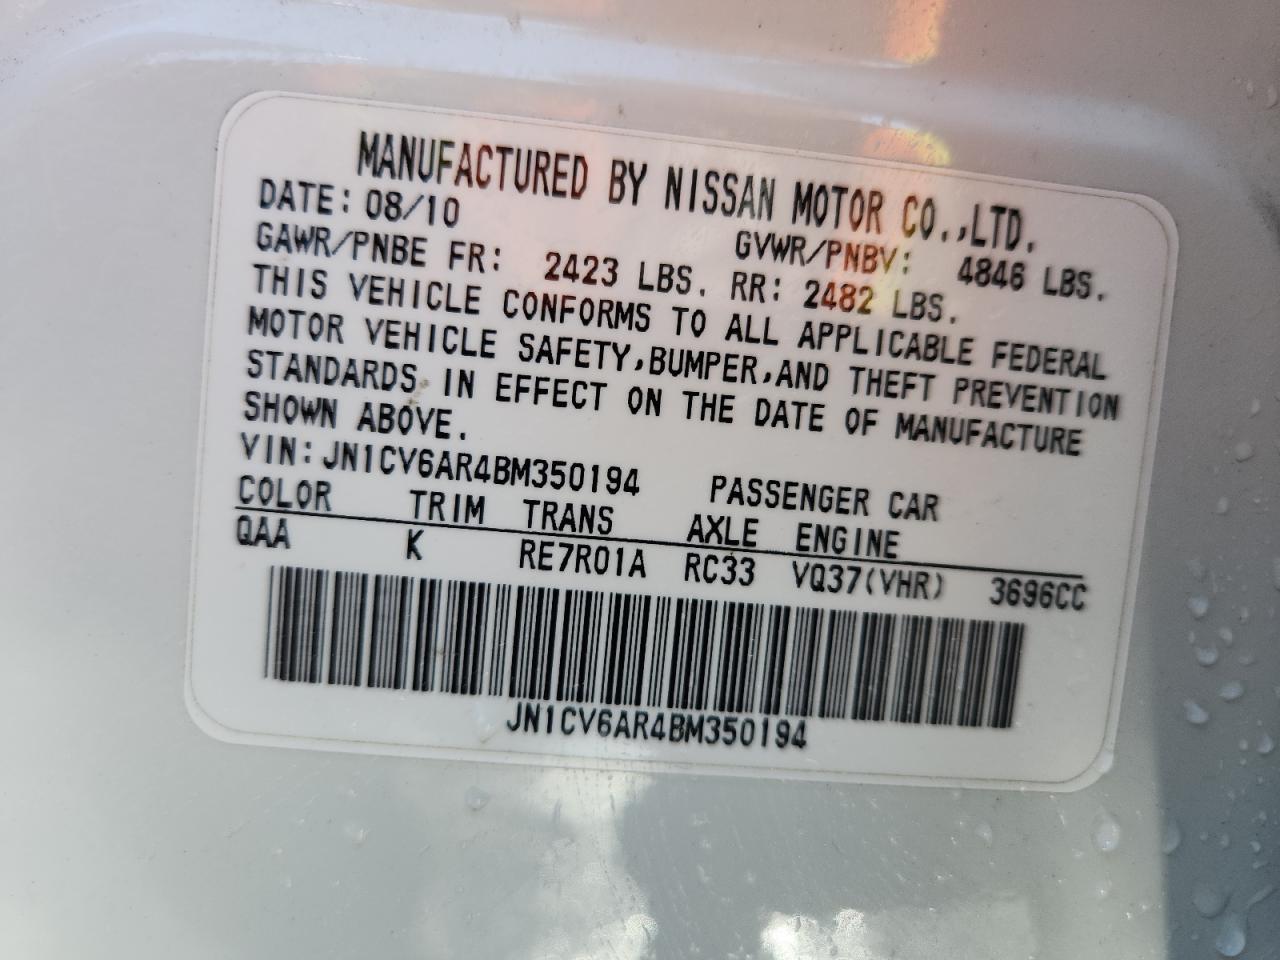 MANUFACTURED BY NISSAN MOTOR CO.,LTD.
DATE: 08/10 GVWR/PNBV: 4846 LBS.
GAWR/PNBE FR: 2423 LBS. RR: 2482 LBS.
THIS VEHICLE CONFORMS TO ALL APPLICABLE FEDERAL
MOTOR VEHICLE SAFETY,BUMPER,AND THEFT PREVENTION
STANDARDS IN EFFECT ON THE DATE OF MANUFACTURE
SHOWN ABOVE.
VIN:JN1CV6AR4BM350194 PASSENGER CAR
COLOR TRIM TRANS AXLE ENGINE
QAA K RE7R01A RC33 VQ37(VHR) 3696CC
JN1CV6AR4BM350194